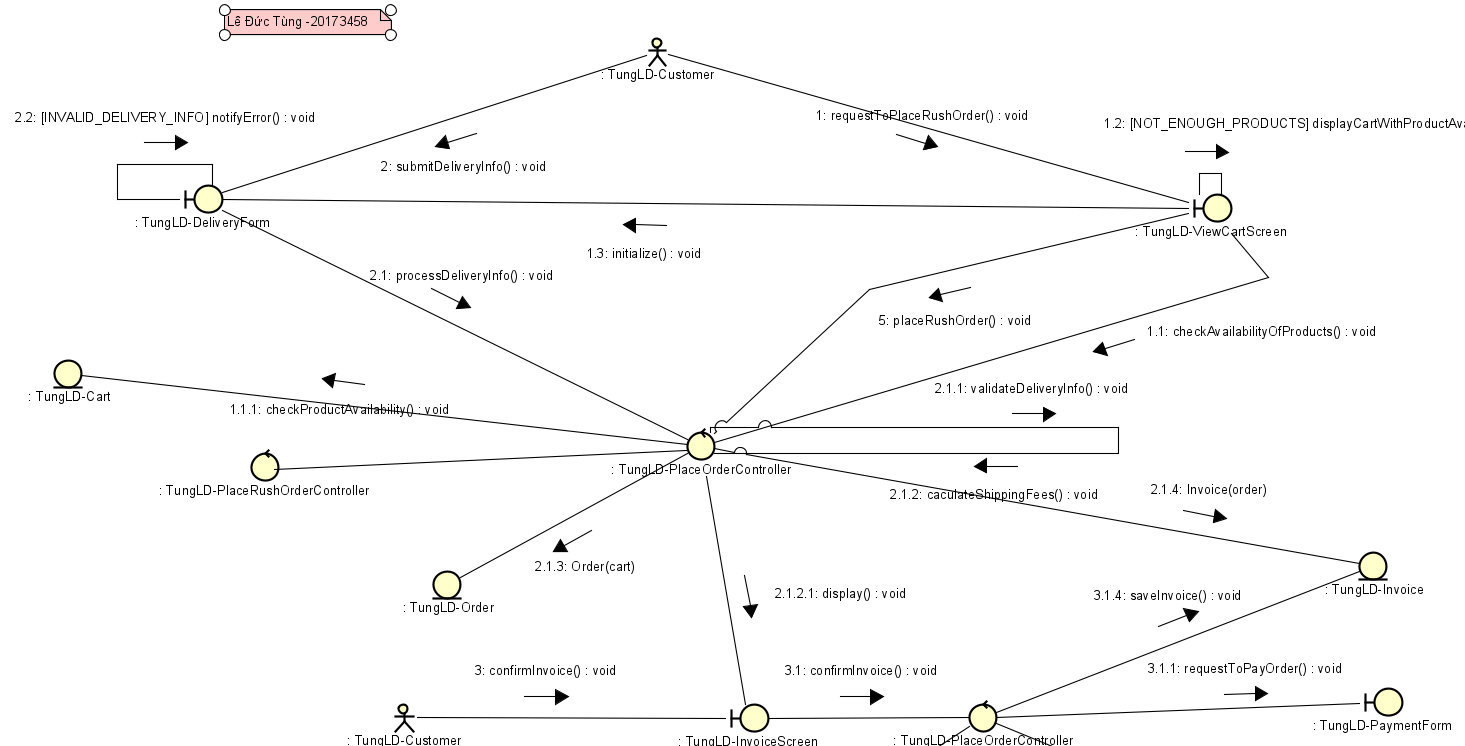 Lê Đức Tùng -20173458
: TungLD-Customer
2.2: [INVALID_DELIVERY_INFO] notifyError() : void
1: requestToPlaceRushOrder() : void
1.2: [NOT_ENOUGH_PRODUCTS] displayCartWithProductAva
2: submitDeliveryInfo() : void
: TungLD-DeliveryForm
: TungLD-ViewCartScreen
1.3: initialize() : void
2.1: processDeliveryInfo() : void
5: placeRushOrder() : void
1.1: checkAvailabilityOfProducts() : void
2.1.1: validateDeliveryInfo() : void
: TungLD-Cart
1.1.1: checkProductAvailability() : void
: TungLD-PlaceOrderController
: TungLD-PlaceRushOrderController
2.1.2: caculateShippingFees() : void
2.1.4: Invoice(order)
2.1.3: Order(cart)
: TungLD-Order
2.1.2.1: display() : void
: TungLD-Invoice
3.1.4: saveInvoice() : void
3: confirmInvoice() : void
3.1: confirmInvoice() : void
3.1.1: requestToPayOrder() : void
: TungLD-PaymentForm
: TungLD-Customer
: TungLD-InvoiceScreen
: TungLD-PlaceOrderController